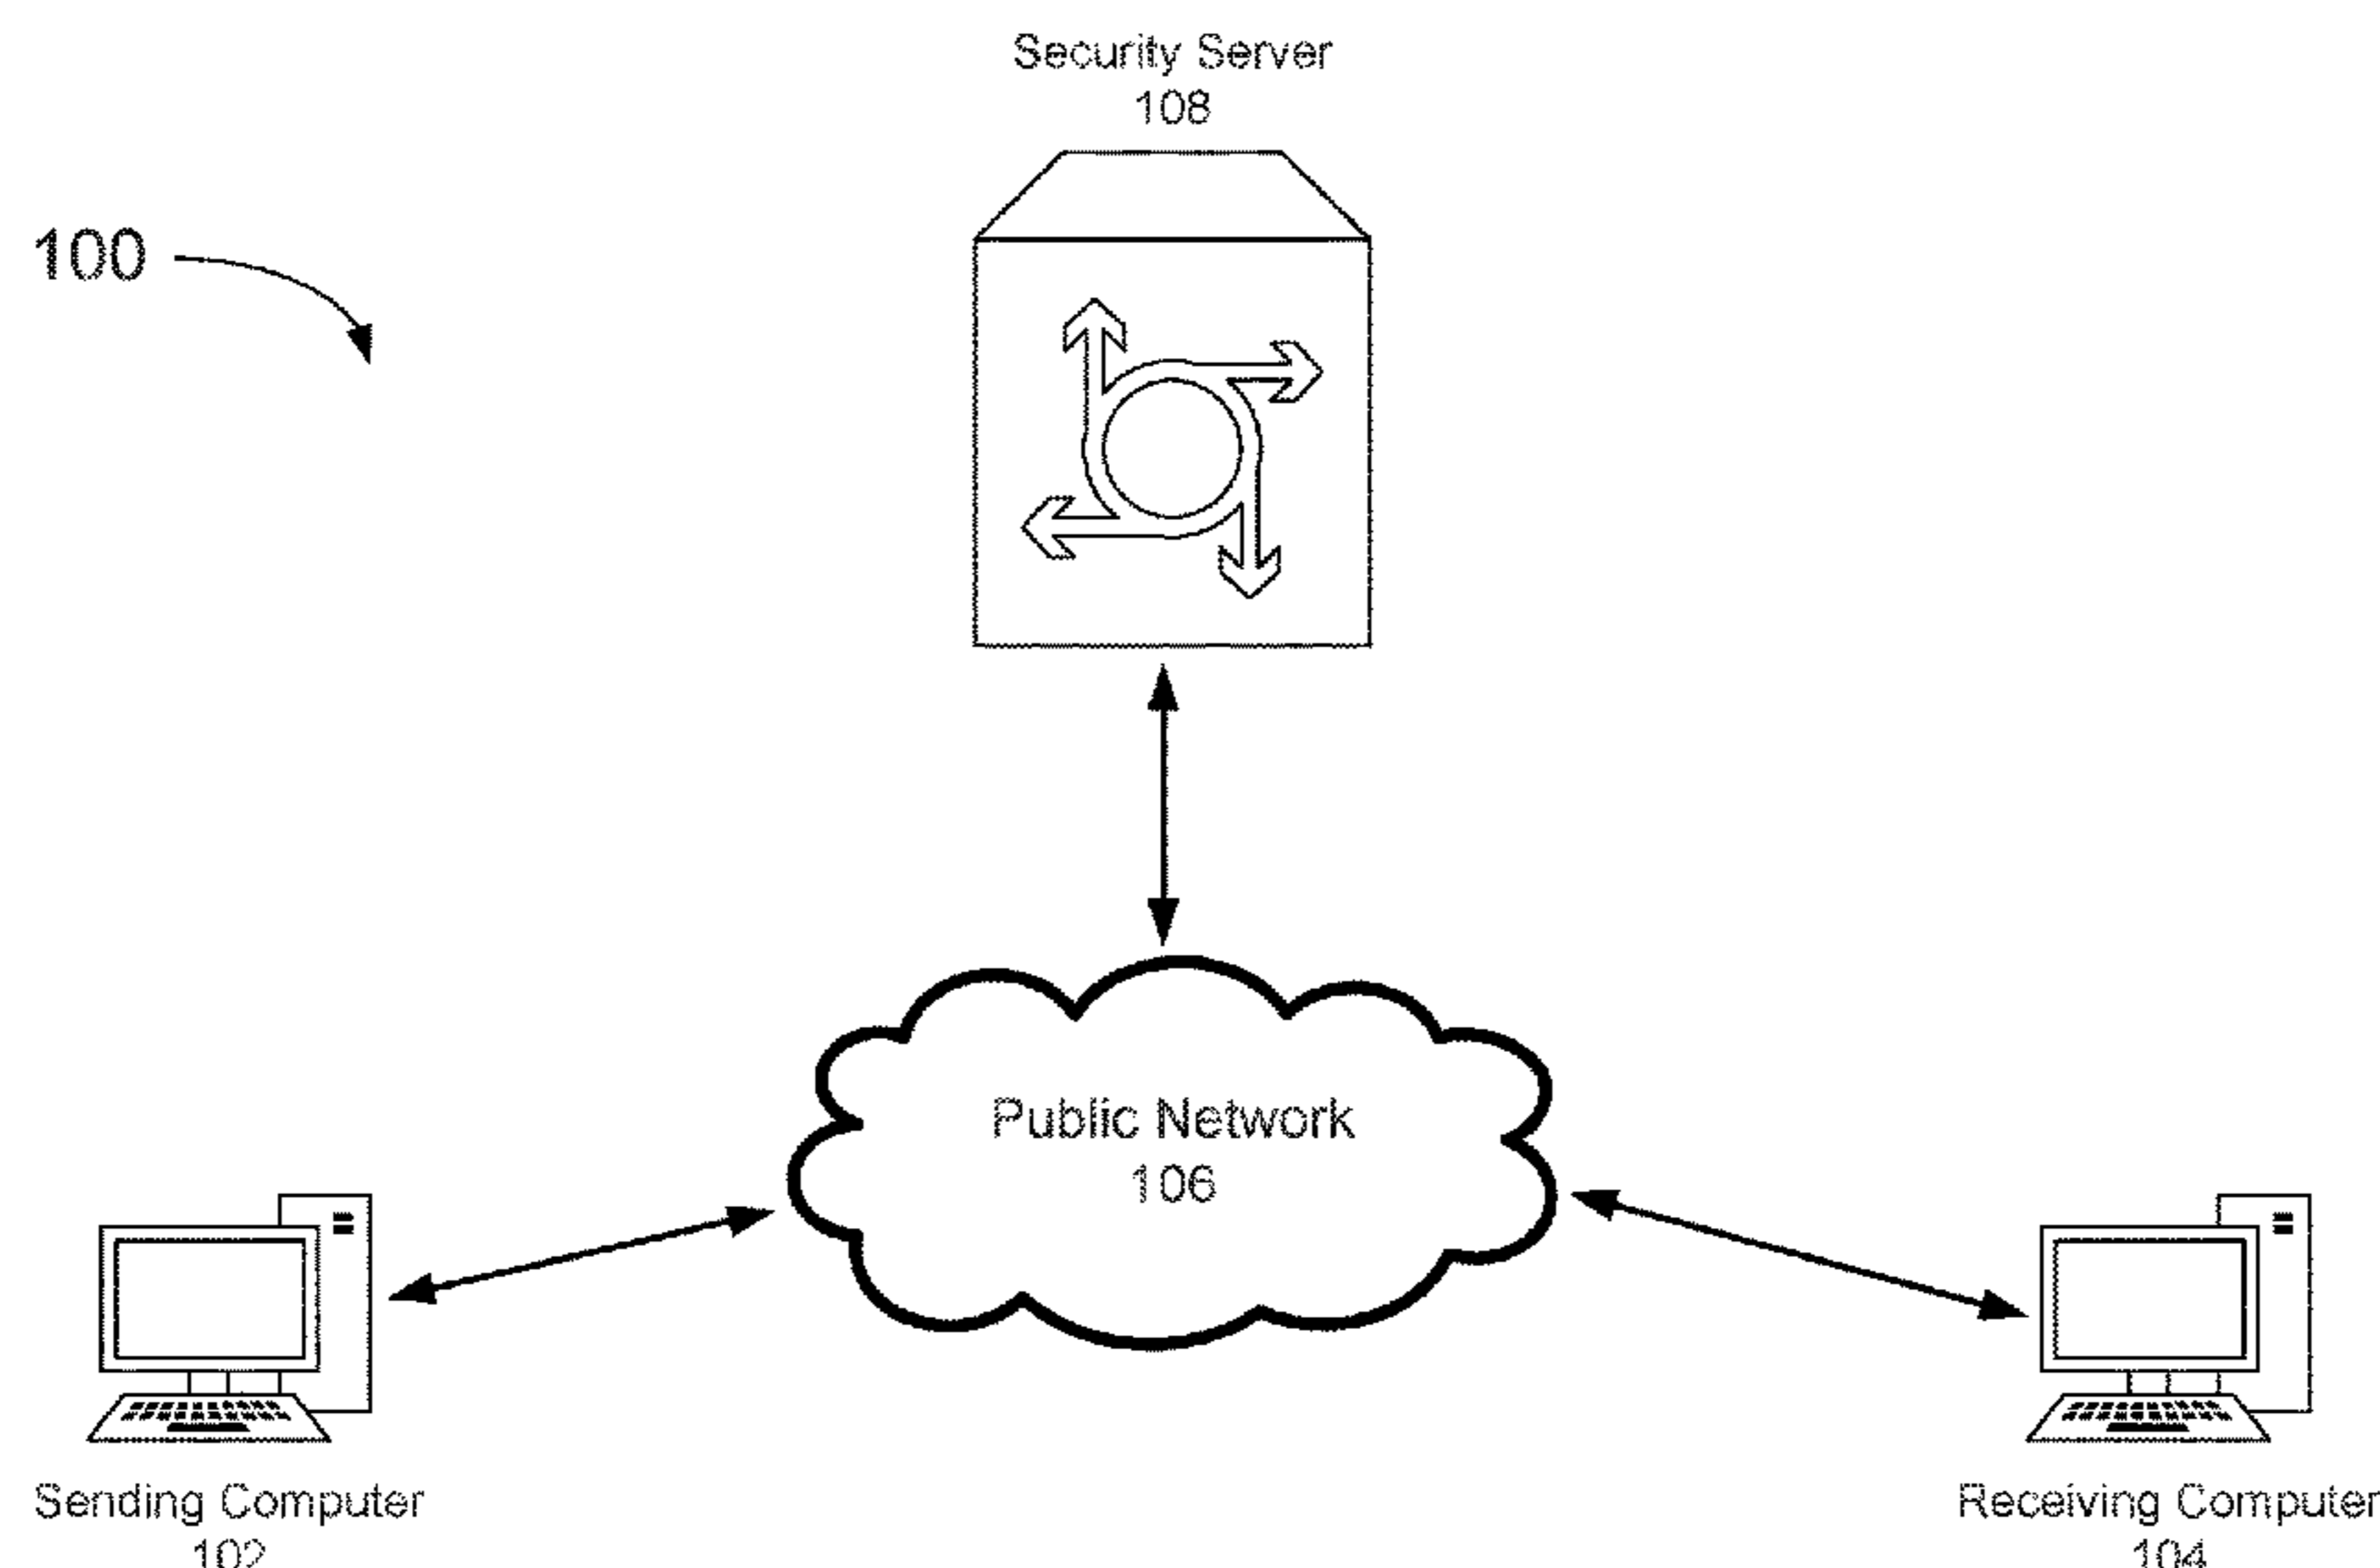 Security Server
108
100
Public Network
106
Sending Computer
102
Receiving Computer
104